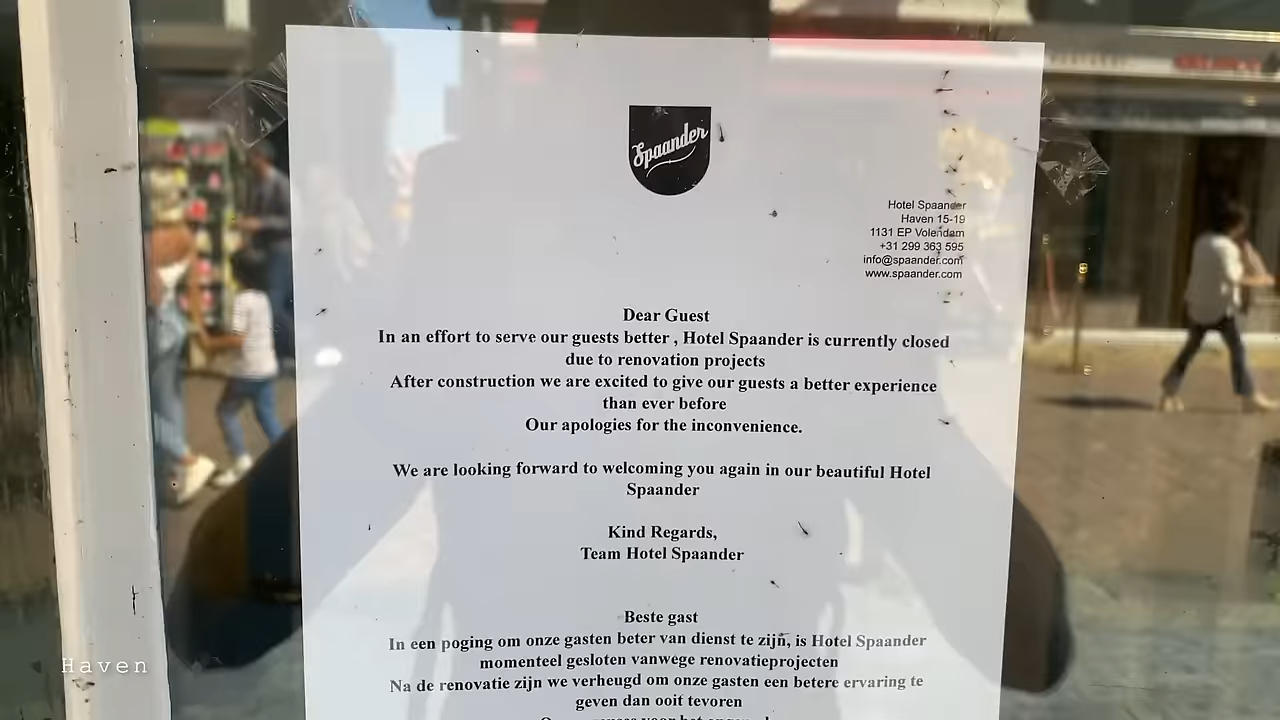 Spaander
Hotel Spaander
Haven 15-19
1131 EP Volendam
+31 299 363 595
info@spaander.com
www.spaander.com
Dear Guest
In an effort to serve our guests better , Hotel Spaander is currently closed
due to renovation projects
After construction we are excited to give our guests a better experience
than ever before
Our apologies for the inconvenience.
We are looking forward to welcoming you again in our beautiful Hotel
Spaander
Kind Regards,
Team Hotel Spaander
Beste gast
In een poging om onze gasten beter van dienst te zijn, is Hotel Spaander
momenteel gesloten vanwege renovatieprojecten
Na de renovatie zijn we verheugd om onze gasten een betere ervaring te
geven dan ooit tevoren
Haven